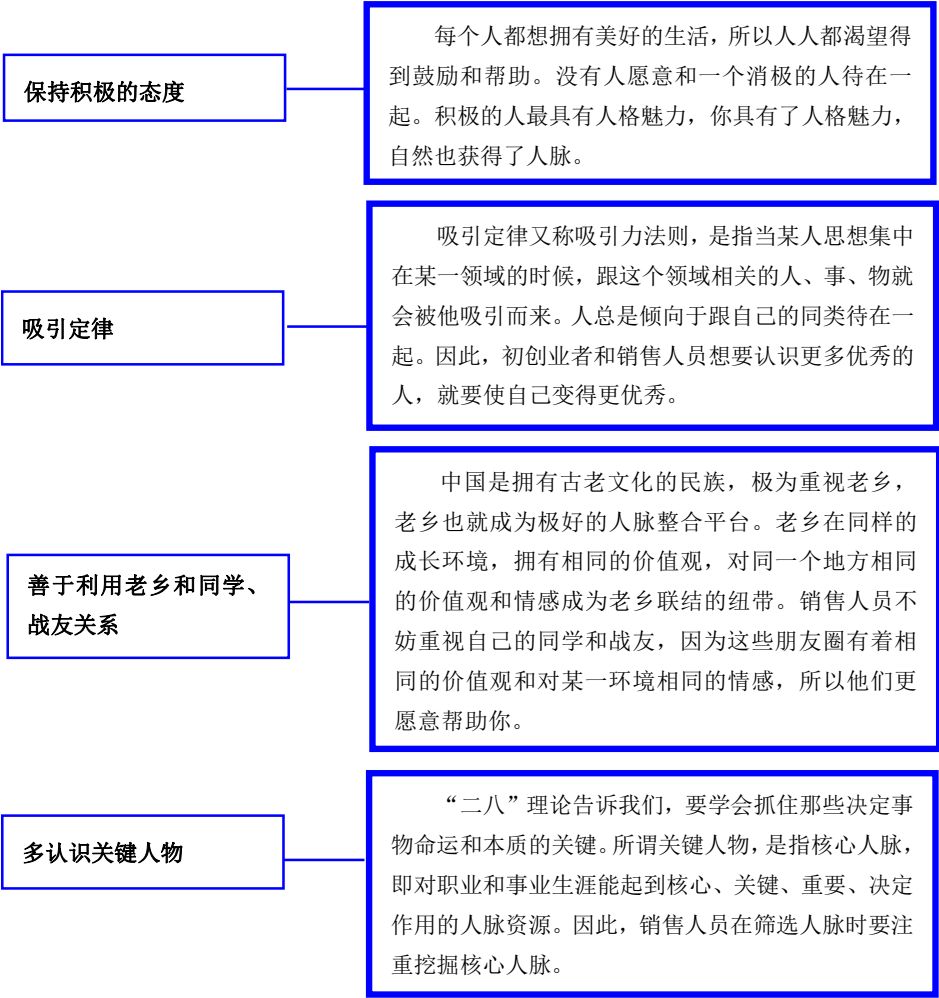 保持积极的态度
每个人都想拥有美好的生活，所以人人都渴望得
到鼓励和帮助。没有人愿意和一个消极的人待在一
起。积极的人最具有人格魅力，你具有了人格魅力，
自然也获得了人脉。
吸引定律
吸引定律又称吸引力法则，是指当某人思想集中
在某一领域的时候，跟这个领域相关的人、事、物就
会被他吸引而来。人总是倾向于跟自己的同类待在一
起。因此，初创业者和销售人员想要认识更多优秀的
人，就要使自己变得更优秀。
善于利用老乡和同学、
战友关系
中国是拥有古老文化的民族，极为重视老乡，
老乡也就成为极好的人脉整合平台。老乡在同样的
成长环境，拥有相同的价值观，对同一个地方相同
的价值观和情感成为老乡联结的纽带。销售人员不
妨重视自己的同学和战友，因为这些朋友圈有着相
同的价值观和对某一环境相同的情感，所以他们更
愿意帮助你。
多认识关键人物
“二八”理论告诉我们，要学会抓住那些决定事
物命运和本质的关键。所谓关键人物，是指核心人脉，
即对职业和事业生涯能起到核心、关键、重要、决定
作用的人脉资源。因此，销售人员在筛选人脉时要注
重挖掘核心人脉。